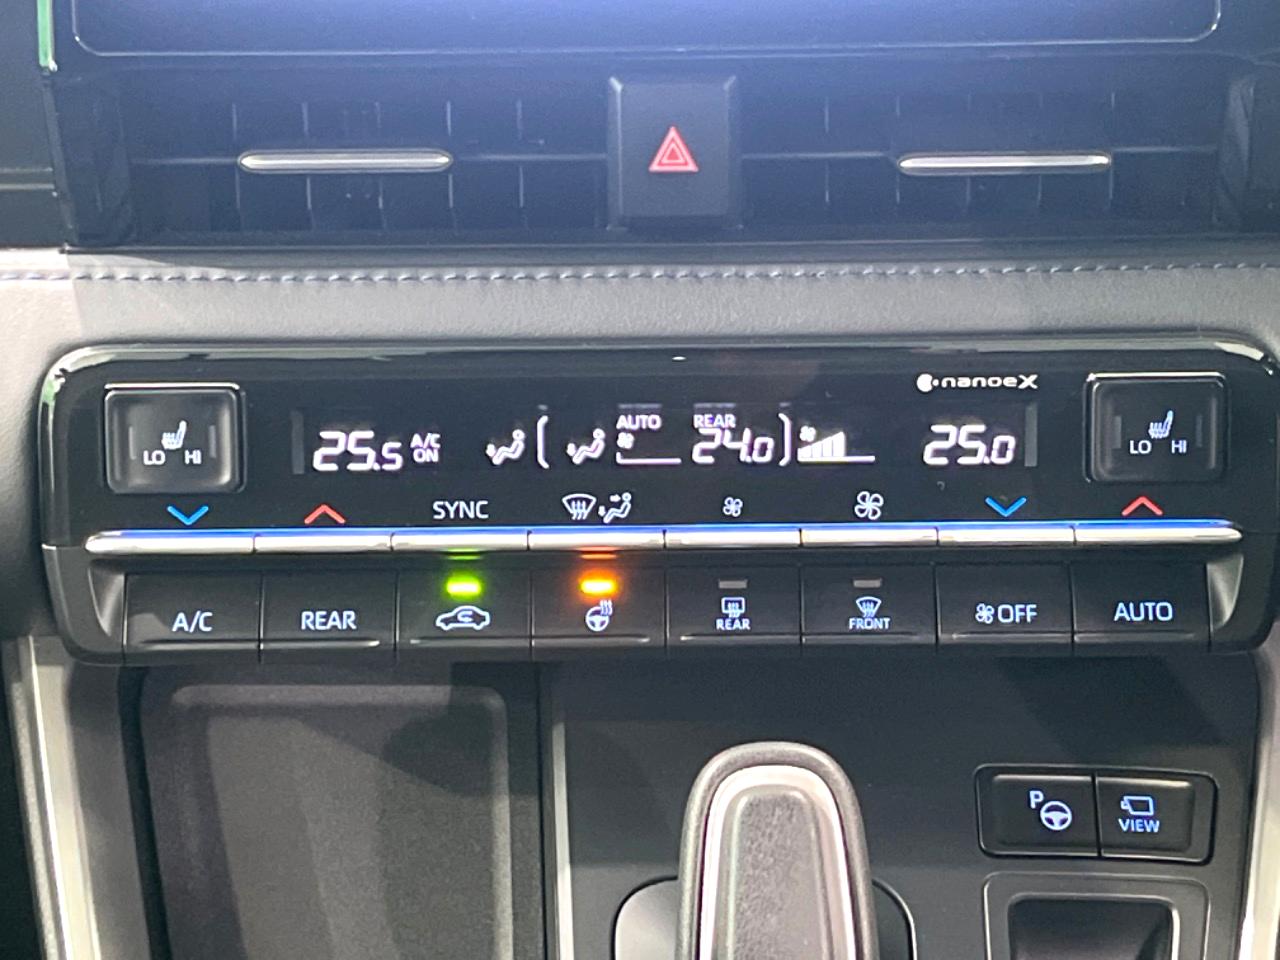 nanoeX
LO HI
25.5 A/C ON
AUTO
REAR 24.0
25.0
LO HI
SYNC
A/C
REAR
REAR
FRONT
OFF
AUTO
P
VIEW